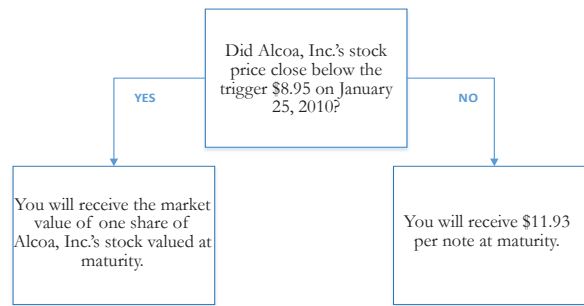 Did Alcoa, Inc.'s stock
price close below the
trigger $8.95 on January
25, 2010?
YES
NO
You will receive the market
value of one share of
Alcoa, Inc.'s stock valued at
maturity.
You will receive $11.93
per note at maturity.